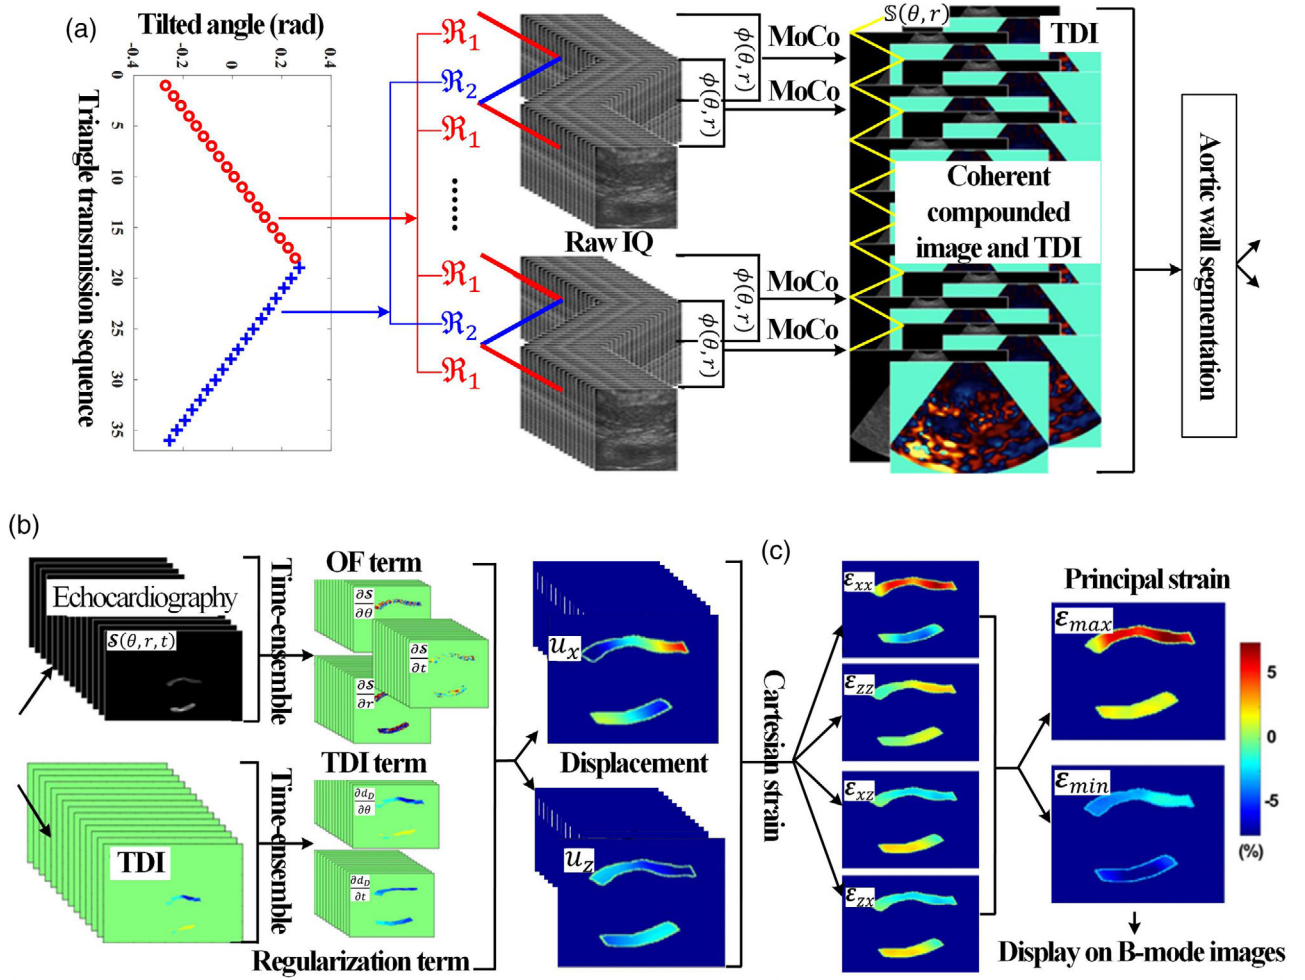 (a)
Tilted angle (rad)
-0.4
-0.2
0
0.2
0.4
0
5
10
15
20
25
30
35
Triangle transmission sequence
ℜ1
ℜ2
ℜ1
......
ℜ1
ℜ2
ℜ1
Raw IQ
ϕ(θ,r)
ϕ(θ,r)
ϕ(θ,r)
ϕ(θ,r)
MoCo
MoCo
MoCo
MoCo
𝕊(θ,r)
TDI
Coherent
compounded
image and TDI
Aortic wall segmentation
(b)
Echocardiography
𝑺(θ,r,t)
Time-ensemble
OF term
∂𝑺/∂θ
∂𝑺/∂t
∂𝑺/∂r
TDI
Time-ensemble
TDI term
∂d_D/∂θ
∂d_D/∂t
Regularization term
u_x
Displacement
u_z
Cartesian strain
(c)
ε_xx
ε_zz
ε_xz
ε_zx
Principal strain
ε_max
ε_min
5
0
-5
(%)
Display on B-mode images